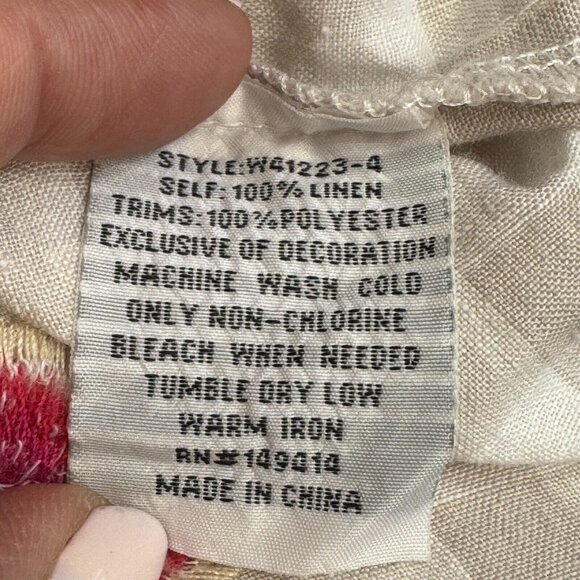 STYLE:W41223-4
SELF:100% LINEN
TRIMS:100%POLYESTER
EXCLUSIVE OF DECORATION
MACHINE WASH COLD
ONLY NON-CHLORINE
BLEACH WHEN NEEDED
TUMBLE DRY LOW
WARM IRON
RN#149414
MADE IN CHINA